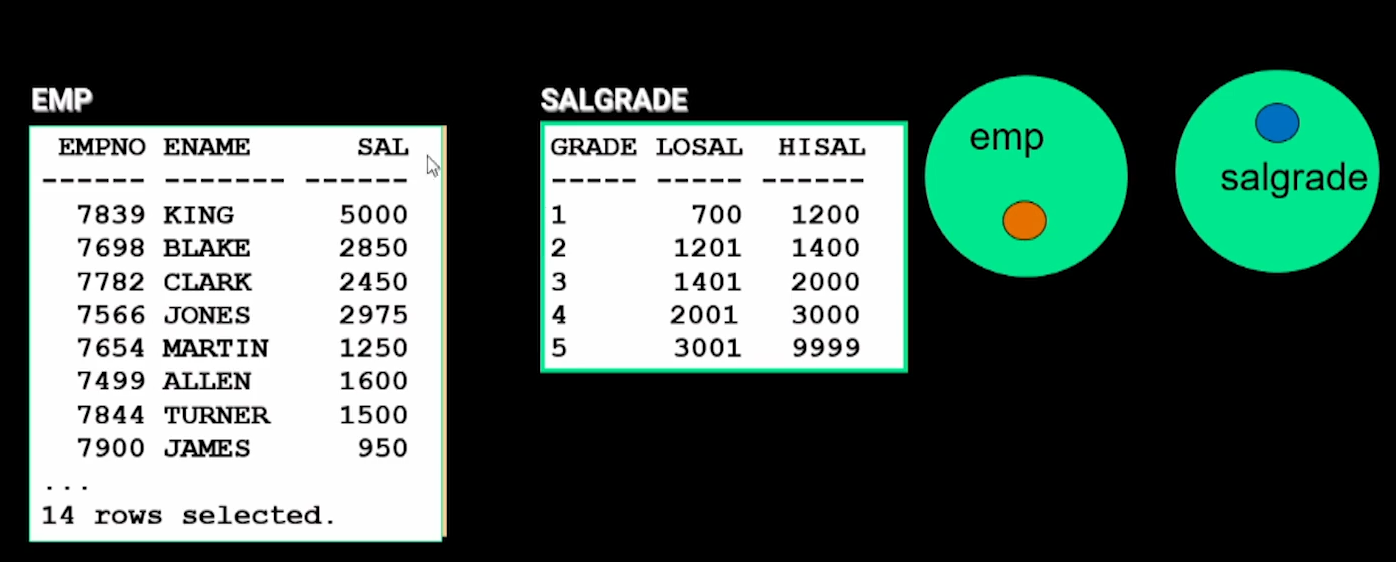 EMP
EMPNO ENAME SAL
------ ------- ------
7839 KING 5000
7698 BLAKE 2850
7782 CLARK 2450
7566 JONES 2975
7654 MARTIN 1250
7499 ALLEN 1600
7844 TURNER 1500
7900 JAMES 950
...
14 rows selected.
SALGRADE
GRADE LOSAL HISAL
----- ----- ------
1 700 1200
2 1201 1400
3 1401 2000
4 2001 3000
5 3001 9999
emp
salgrade